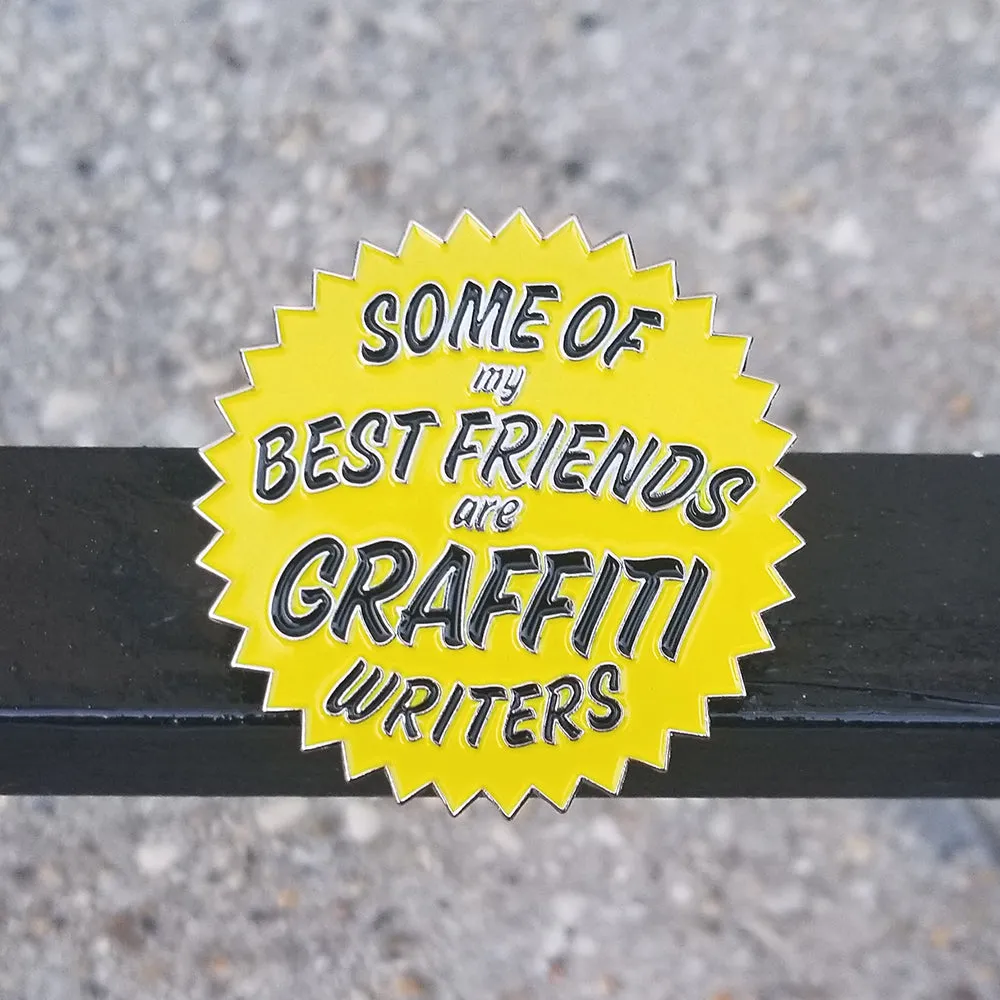 SOME OF
my
BEST FRIENDS
are
GRAFFITI
WRITERS